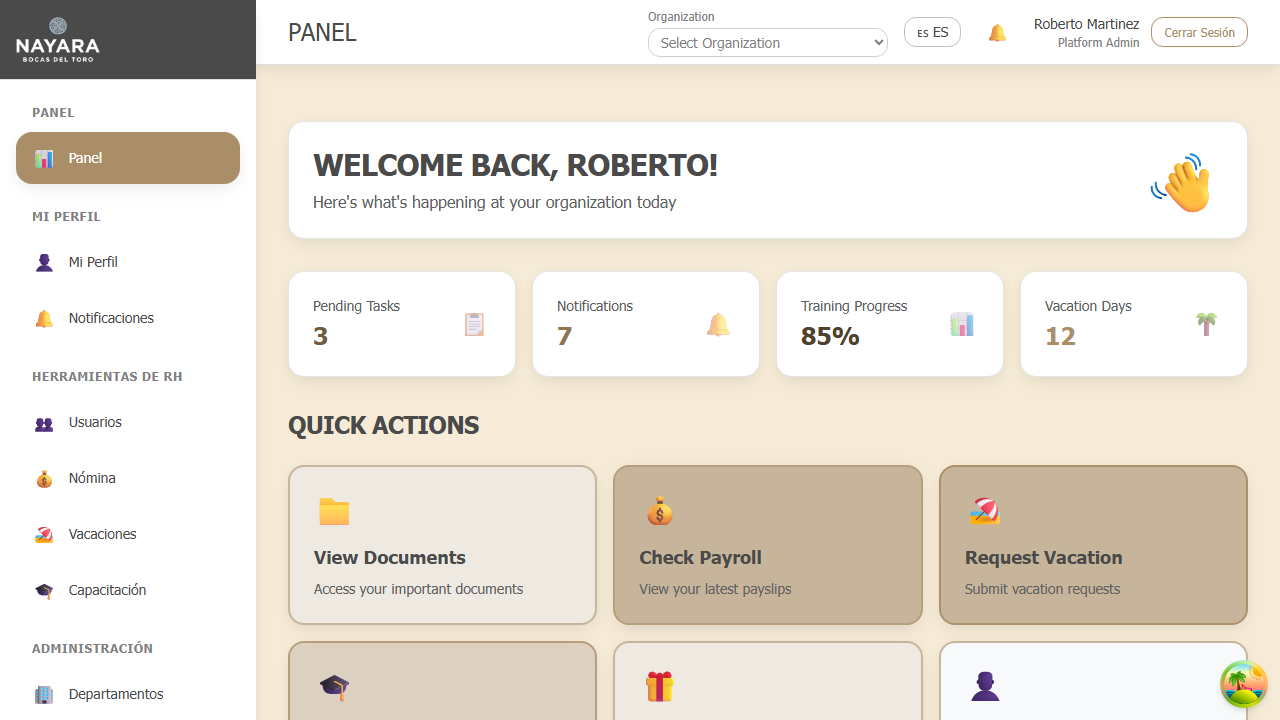 NAYARA
BOCAS DEL TORO
PANEL
Panel
MI PERFIL
Mi Perfil
Notificaciones
HERRAMIENTAS DE RH
Usuarios
Nómina
Vacaciones
Capacitación
ADMINISTRACIÓN
Departamentos
PANEL
Organization
Select Organization
ES ES
Roberto Martinez
Platform Admin
Cerrar Sesión
WELCOME BACK, ROBERTO!
Here's what's happening at your organization today
Pending Tasks
3
Notifications
7
Training Progress
85%
Vacation Days
12
QUICK ACTIONS
View Documents
Access your important documents
Check Payroll
View your latest payslips
Request Vacation
Submit vacation requests